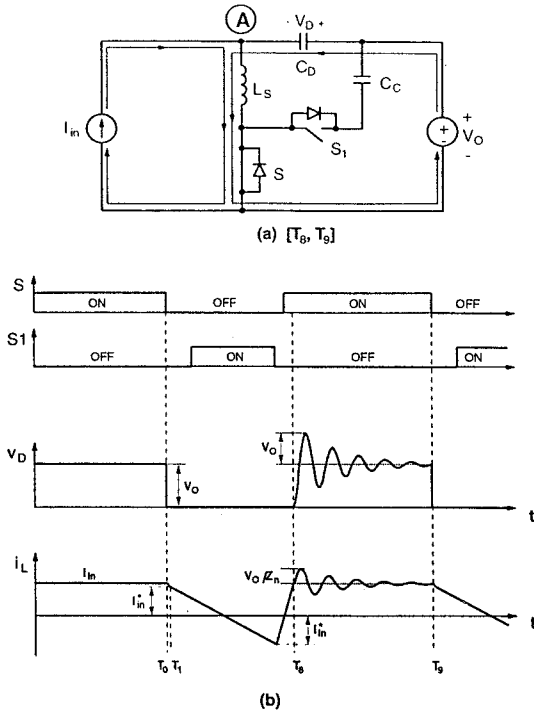 A
V_D +
C_D
L_S
C_C
I_in
S_1
+
V_O
-
S
(a) [T_8, T_9]
S
ON OFF ON OFF
S1
OFF ON OFF ON
V_D
V_O
V_O
t
i_L
I_in
I*_in
V_O/Z_n
I*_in
t
T_0 T_1 T_8 T_9
(b)